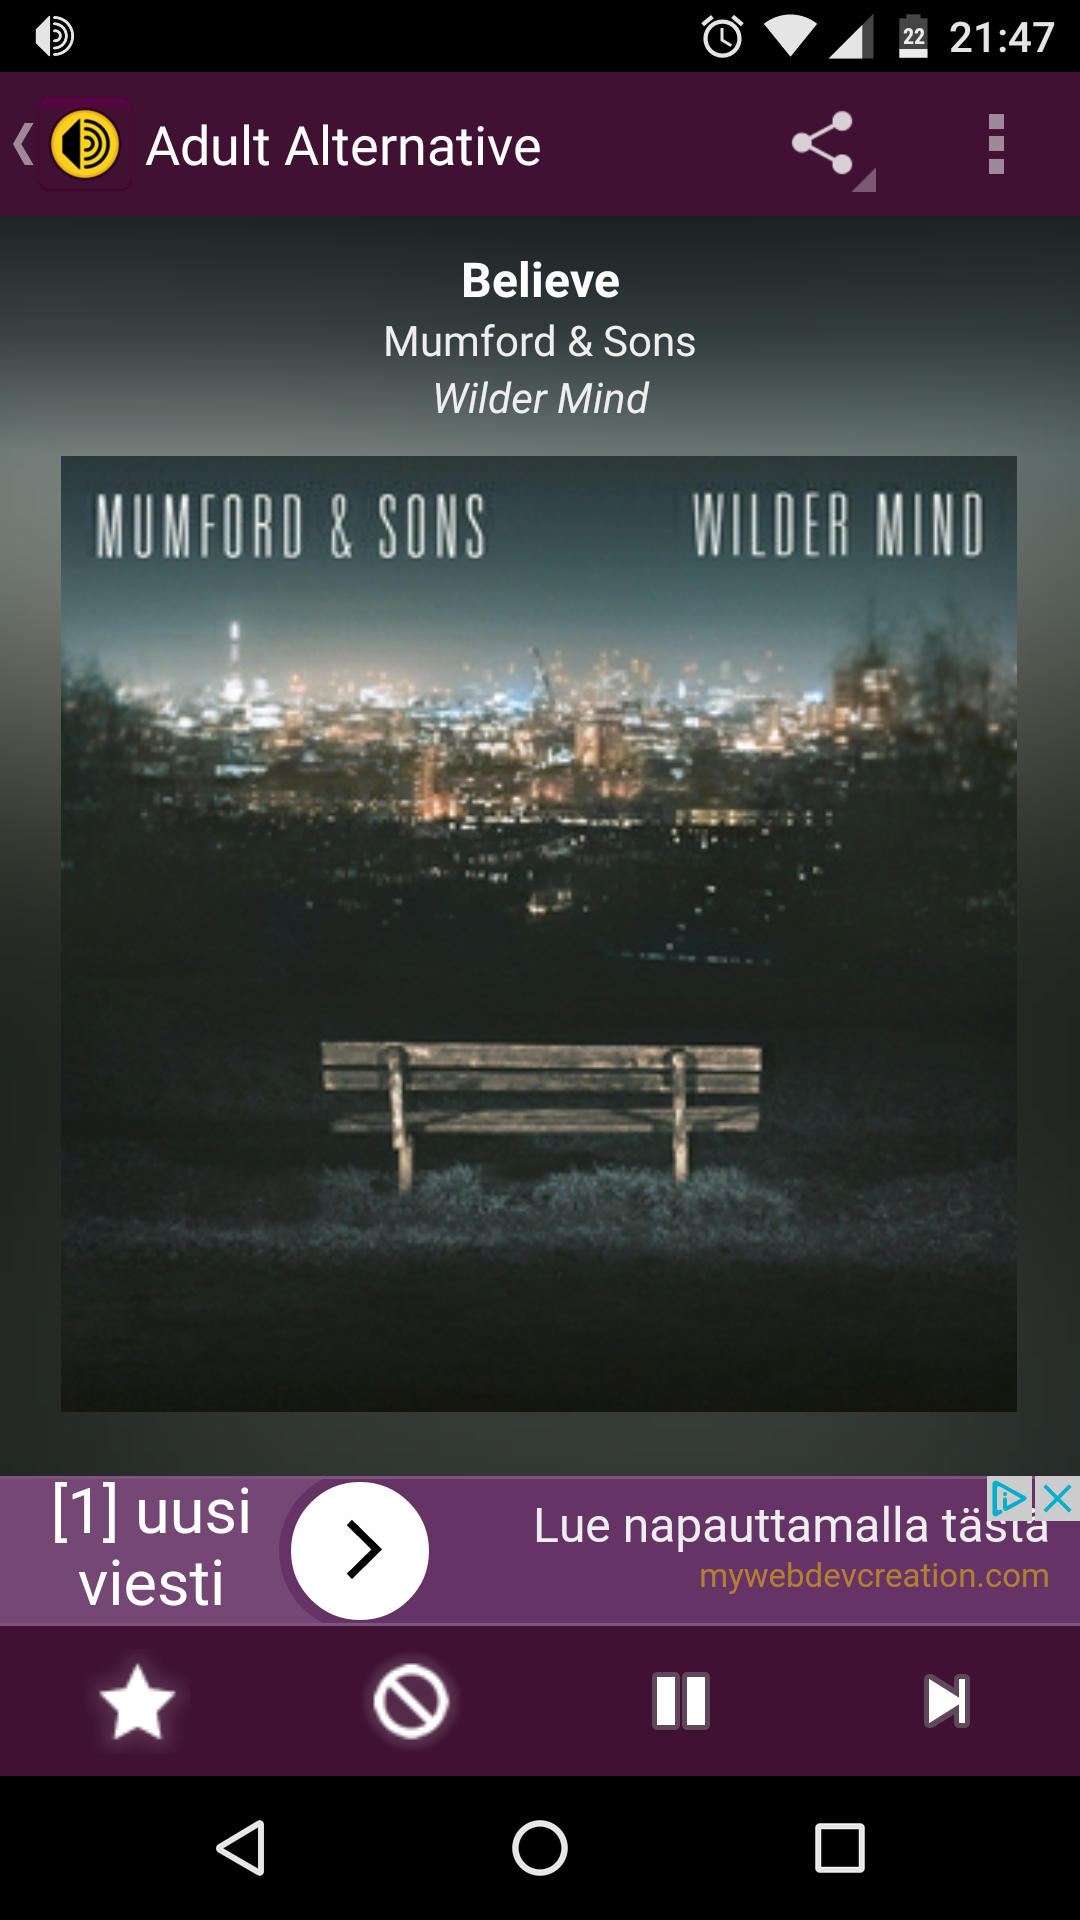 22 21:47
Adult Alternative
Believe
Mumford & Sons
Wilder Mind
MUMFORD & SONS WILDER MIND
[1] uusi
viesti
Lue napauttamalla tästä
mywebdevcreation.com